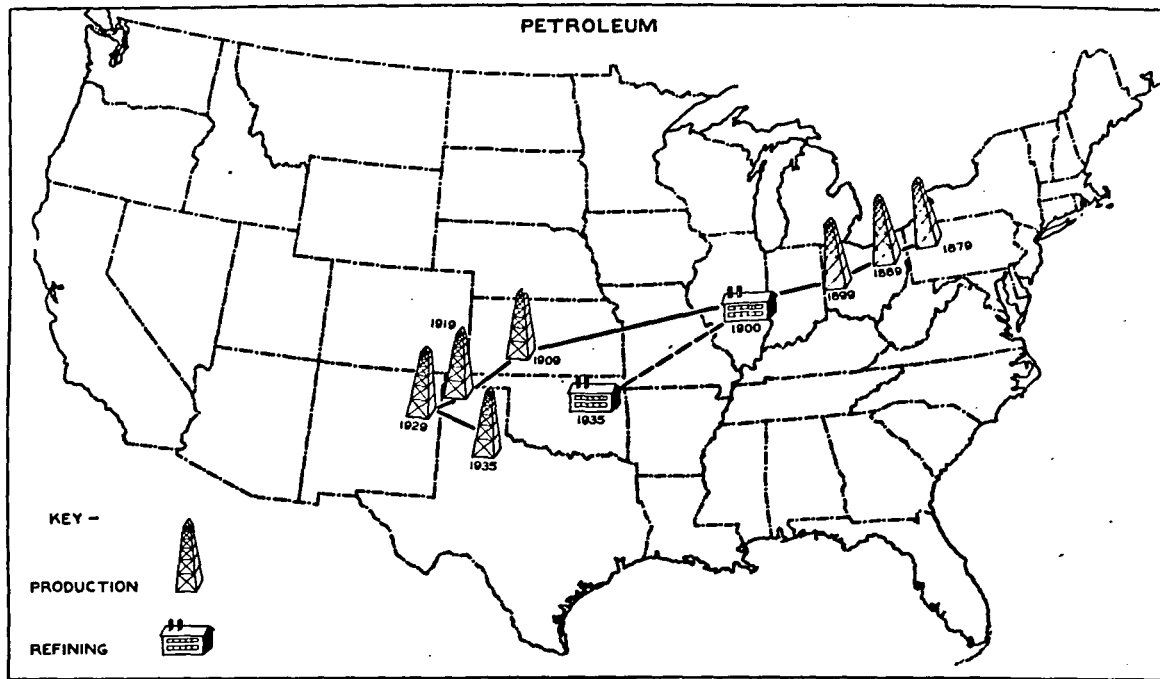 PETROLEUM
1879
1889
1899
1900
1919
1909
1935
1929
1935
KEY -
PRODUCTION
REFINING